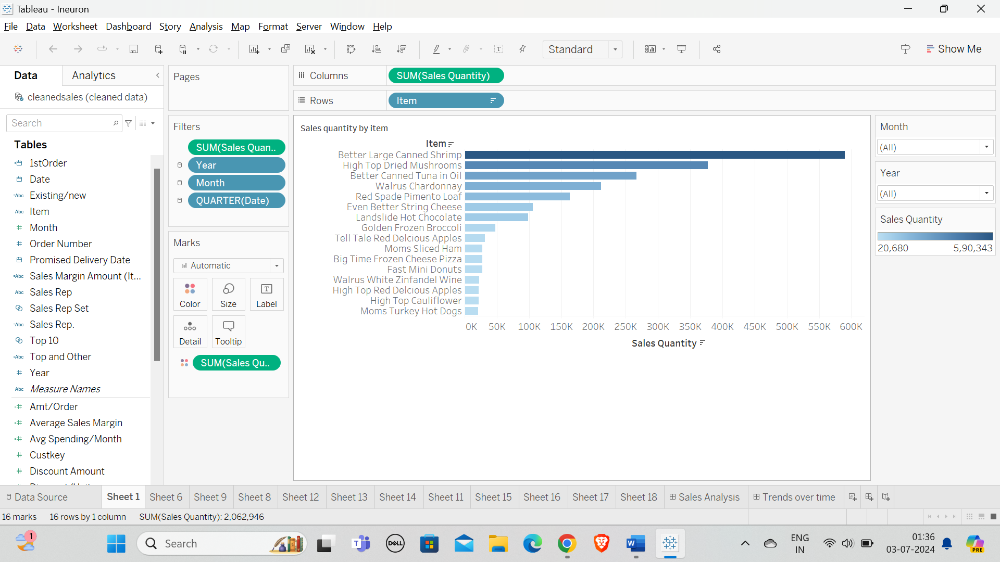 Tableau - Ineuron
File Data Worksheet Dashboard Story Analysis Map Format Server Window Help
Standard
Show Me
Data
Analytics
cleanedsales (cleaned data)
Search
Tables
1stOrder
Date
=Abc Existing/new
Abc Item
# Month
# Order Number
Promised Delivery Date
=Abc Sales Margin Amount (It...
Abc Sales Rep
Sales Rep Set
=Abc Sales Rep.
Top 10
=Abc Top and Other
# Year
Abc Measure Names
=# Amt/Order
=# Average Sales Margin
=# Avg Spending/Month
# Custkey
# Discount Amount
Pages
Filters
SUM(Sales Quan..
Year
Month
QUARTER(Date)
Marks
Automatic
Color
Size
Label
Detail
Tooltip
SUM(Sales Qu..
Columns
SUM(Sales Quantity)
Rows
Item
Sales quantity by item
Item
Better Large Canned Shrimp
High Top Dried Mushrooms
Better Canned Tuna in Oil
Walrus Chardonnay
Red Spade Pimento Loaf
Even Better String Cheese
Landslide Hot Chocolate
Golden Frozen Broccoli
Tell Tale Red Delcious Apples
Moms Sliced Ham
Big Time Frozen Cheese Pizza
Fast Mini Donuts
Walrus White Zinfandel Wine
High Top Red Delcious Apples
High Top Cauliflower
Moms Turkey Hot Dogs
0K 50K 100K 150K 200K 250K 300K 350K 400K 450K 500K 550K 600K
Sales Quantity
Month
(All)
Year
(All)
Sales Quantity
20,680 5,90,343
Data Source
Sheet 1
Sheet 6
Sheet 9
Sheet 8
Sheet 12
Sheet 13
Sheet 14
Sheet 11
Sheet 15
Sheet 16
Sheet 17
Sheet 18
Sales Analysis
Trends over time
16 marks 16 rows by 1 column SUM(Sales Quantity): 2,062,946
1
Search
DELL
W
ENG
IN
01:36
03-07-2024
PRE